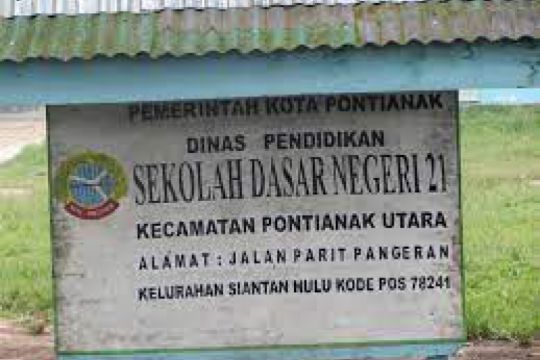 PEMERINTAH KOTA PONTIANAK
DINAS PENDIDIKAN
SEKOLAH DASAR NEGERI 21
KECAMATAN PONTIANAK UTARA
ALAMAT : JALAN PARIT PANGERAN
KELURAHAN SIANTAN HULU KODE POS 78241